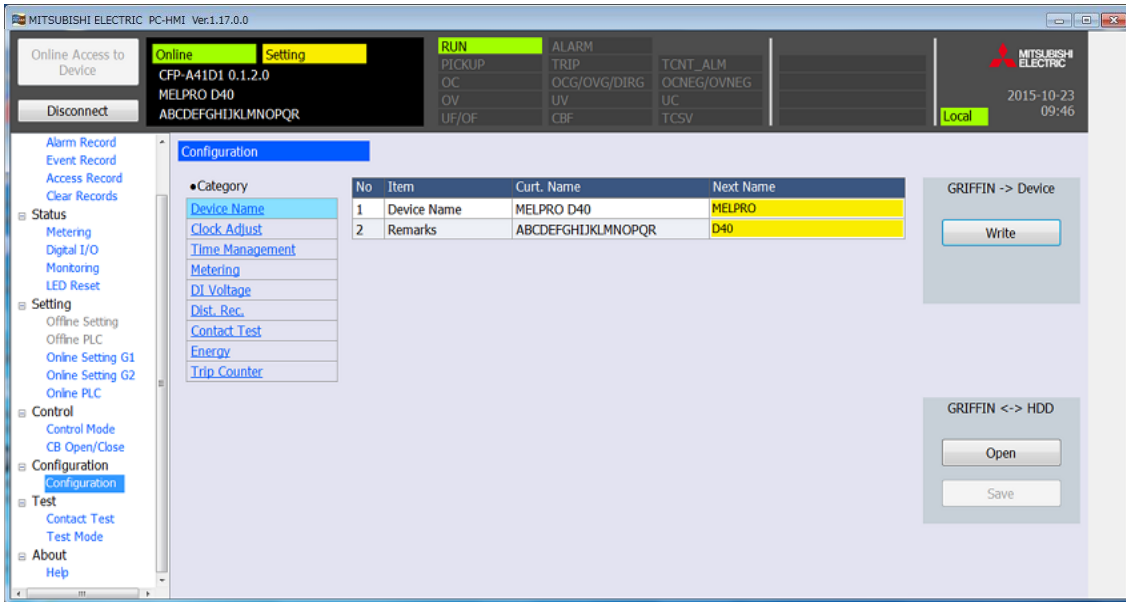 MITSUBISHI ELECTRIC PC-HMI Ver.1.17.0.0
Online Access to
Device
Disconnect
Online Setting
CFP-A41D1 0.1.2.0
MELPRO D40
ABCDEFGHIJKLMNOPQR
RUN ALARM
PICKUP TRIP TCNT_ALM
OC OCG/OVG/DIRG OCNEG/OVNEG
OV UV UC
UF/OF CBF TCSV
MITSUBISHI
ELECTRIC
2015-10-23
Local 09:46
Alarm Record
Event Record
Access Record
Clear Records
Status
Metering
Digital I/O
Monitoring
LED Reset
Setting
Offline Setting
Offline PLC
Online Setting G1
Online Setting G2
Online PLC
Control
Control Mode
CB Open/Close
Configuration
Configuration
Test
Contact Test
Test Mode
About
Help
Configuration
●Category
Device Name
Clock Adjust
Time Management
Metering
DI Voltage
Dist. Rec.
Contact Test
Energy
Trip Counter
No Item Curt. Name Next Name
1 Device Name MELPRO D40 MELPRO
2 Remarks ABCDEFGHIJKLMNOPQR D40
GRIFFIN -> Device
Write
GRIFFIN <-> HDD
Open
Save